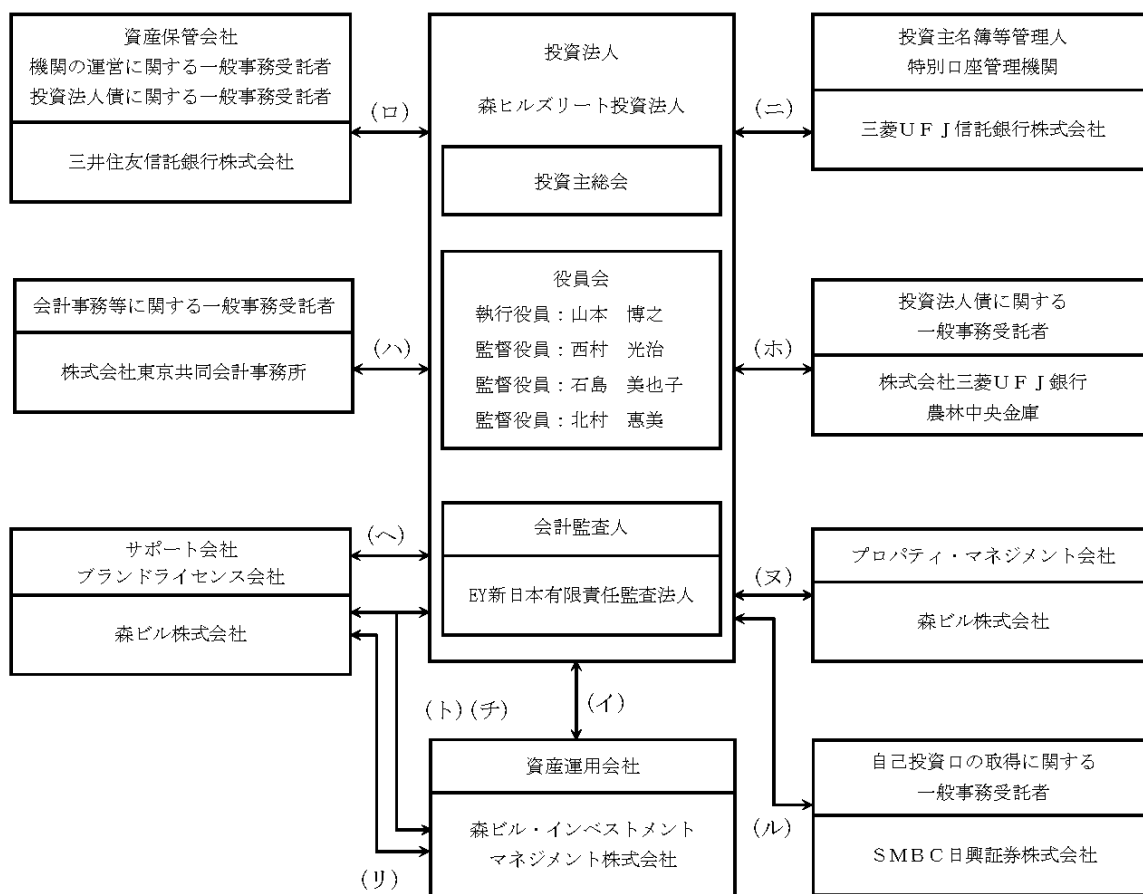 資産保管会社
機関の運営に関する一般事務受託者
投資法人債に関する一般事務受託者
三井住友信託銀行株式会社
(ロ)
投資法人
森ヒルズリート投資法人
投資主総会
(ニ)
投資主名簿等管理人
特別口座管理機関
三菱UFJ信託銀行株式会社
会計事務等に関する一般事務受託者
株式会社東京共同会計事務所
(ハ)
役員会
執行役員:山本 博之
監督役員:西村 光治
監督役員:石島 美也子
監督役員:北村 惠美
(ホ)
投資法人債に関する
一般事務受託者
株式会社三菱UFJ銀行
農林中央金庫
サポート会社
ブランドライセンス会社
森ビル株式会社
(ヘ)
会計監査人
EY新日本有限責任監査法人
(ヌ)
プロパティ・マネジメント会社
森ビル株式会社
(ト)(チ)
(イ)
資産運用会社
森ビル・インベストメント
マネジメント株式会社
(リ)
(ル)
自己投資口の取得に関する
一般事務受託者
SMBC日興証券株式会社